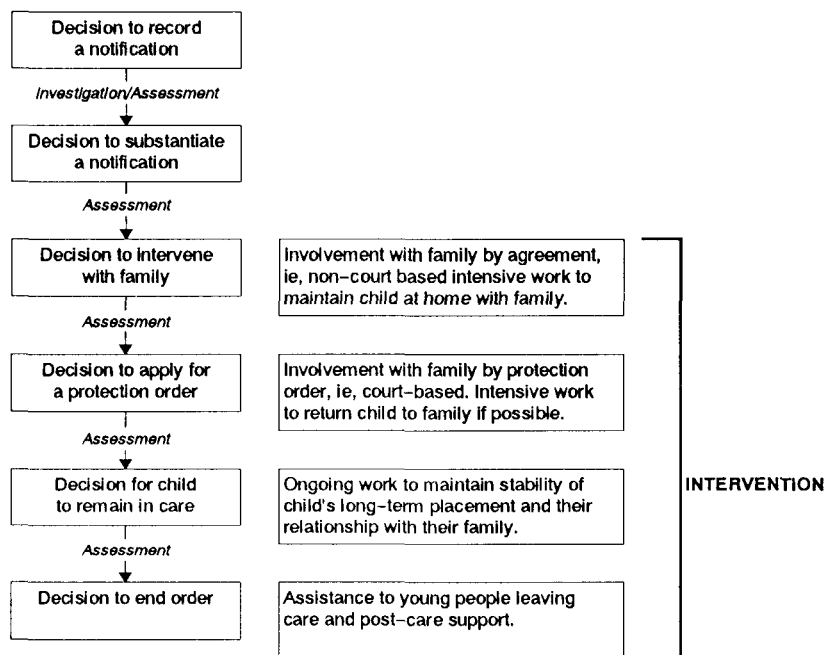 Decision to record
a notification
Investigation/Assessment
Decision to substantiate
a notification
Assessment
Decision to intervene
with family
Involvement with family by agreement,
ie, non-court based intensive work to
maintain child at home with family.
Assessment
Decision to apply for
a protection order
Involvement with family by protection
order, ie, court-based. Intensive work
to return child to family if possible.
Assessment
Decision for child
to remain in care
Ongoing work to maintain stability of
child's long-term placement and their
relationship with their family.
INTERVENTION
Assessment
Decision to end order
Assistance to young people leaving
care and post-care support.